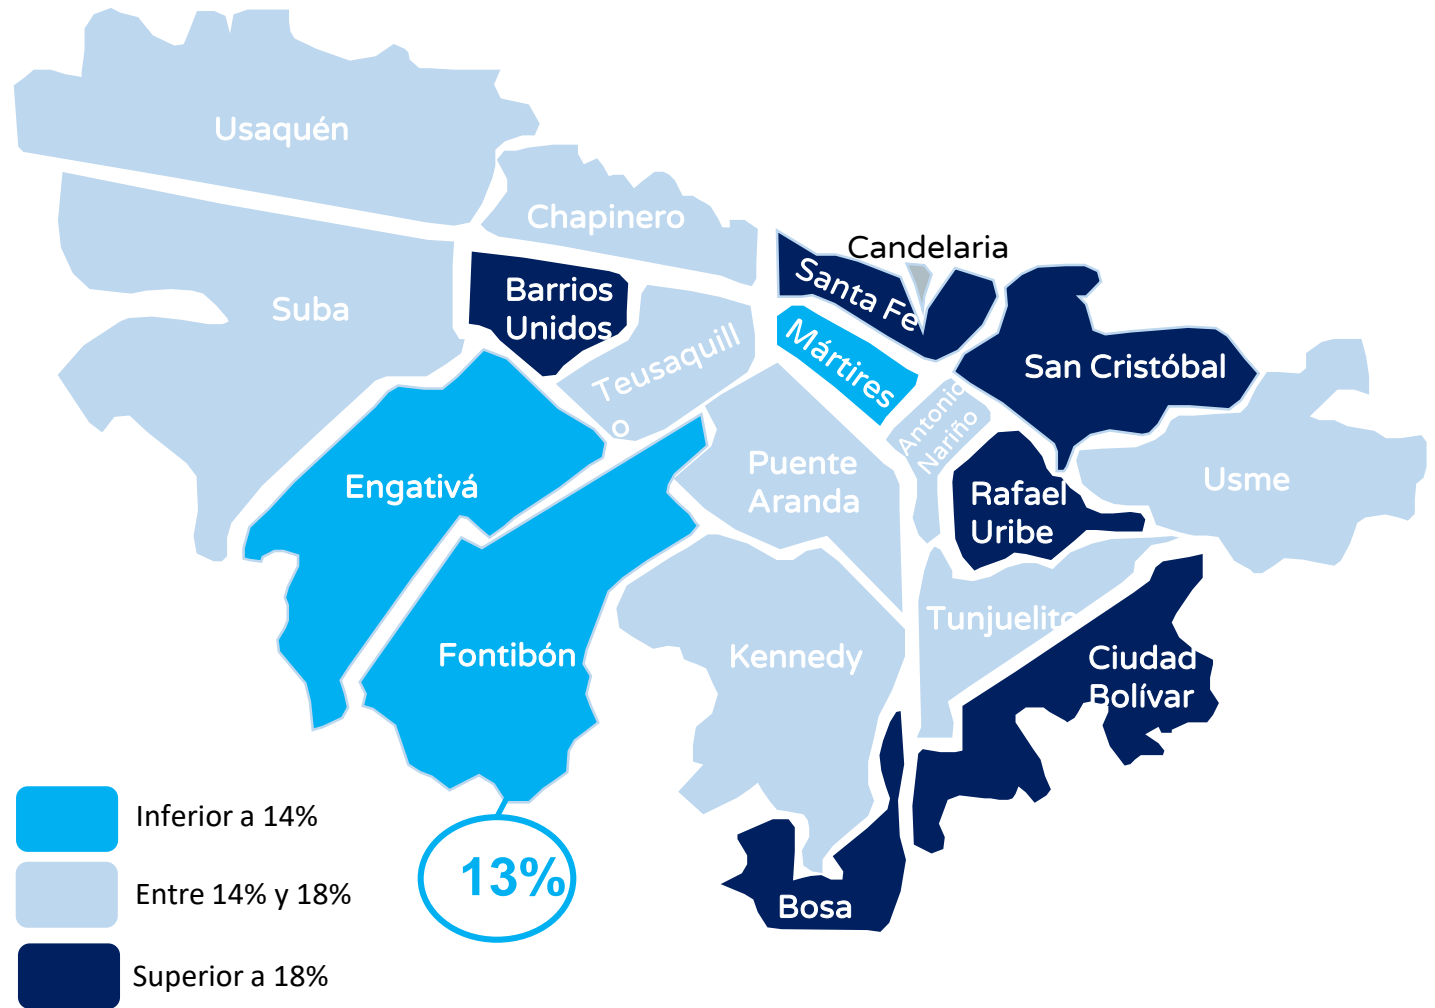 Usaquén
Chapinero
Candelaria
Santa Fe
Suba
Barrios
Unidos
Teusaquill
o
Mártires
San Cristóbal
Antonio
Nariño
Puente
Aranda
Usme
Engativá
Rafael
Uribe
Tunjuelito
Fontibón
Kennedy
Ciudad
Bolívar
Inferior a 14%
13%
Entre 14% y 18%
Bosa
Superior a 18%